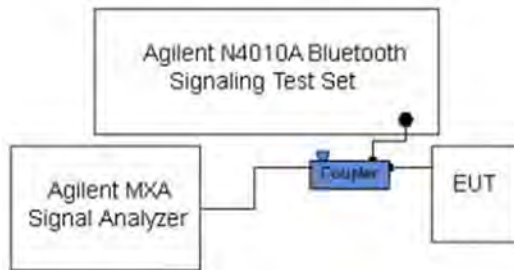 Agilent N4010A Bluetooth
Signaling Test Set
Coupler
EUT
Agilent MXA
Signal Analyzer